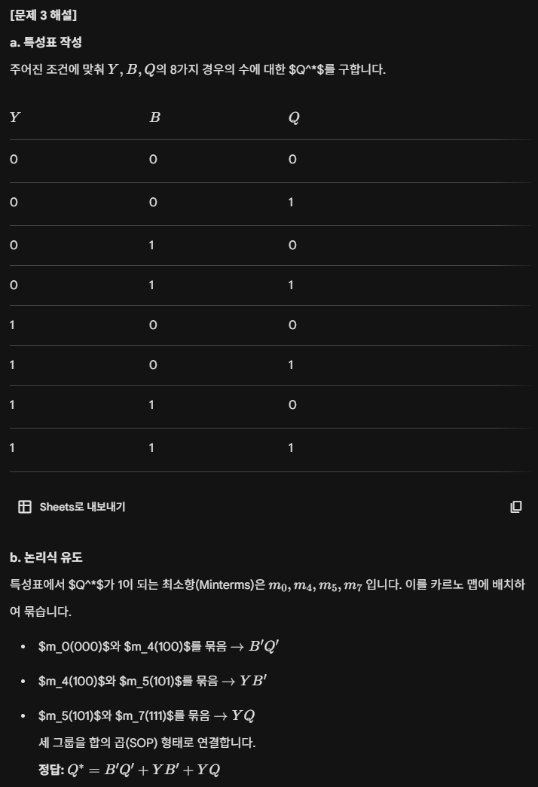 [문제 3 해설]
a. 특성표 작성
주어진 조건에 맞춰 Y, B, Q의 8가지 경우의 수에 대한 $Q^*$를 구합니다.
Y B Q
0 0 0
0 0 1
0 1 0
0 1 1
1 0 0
1 0 1
1 1 0
1 1 1
Sheets로 내보내기
b. 논리식 유도
특성표에서 $Q^*$가 1이 되는 최소항(Minterms)은 m₀, m₄, m₅, m₇ 입니다. 이를 카르노 맵에 배치하
여 묶습니다.
• $m_0(000)$와 $m_4(100)$를 묶음 → B′Q′
• $m_4(100)$와 $m_5(101)$를 묶음 → YB′
• $m_5(101)$와 $m_7(111)$를 묶음 → YQ
세 그룹을 합의 곱(SOP) 형태로 연결합니다.
정답: Q* = B′Q′ + YB′ + YQ